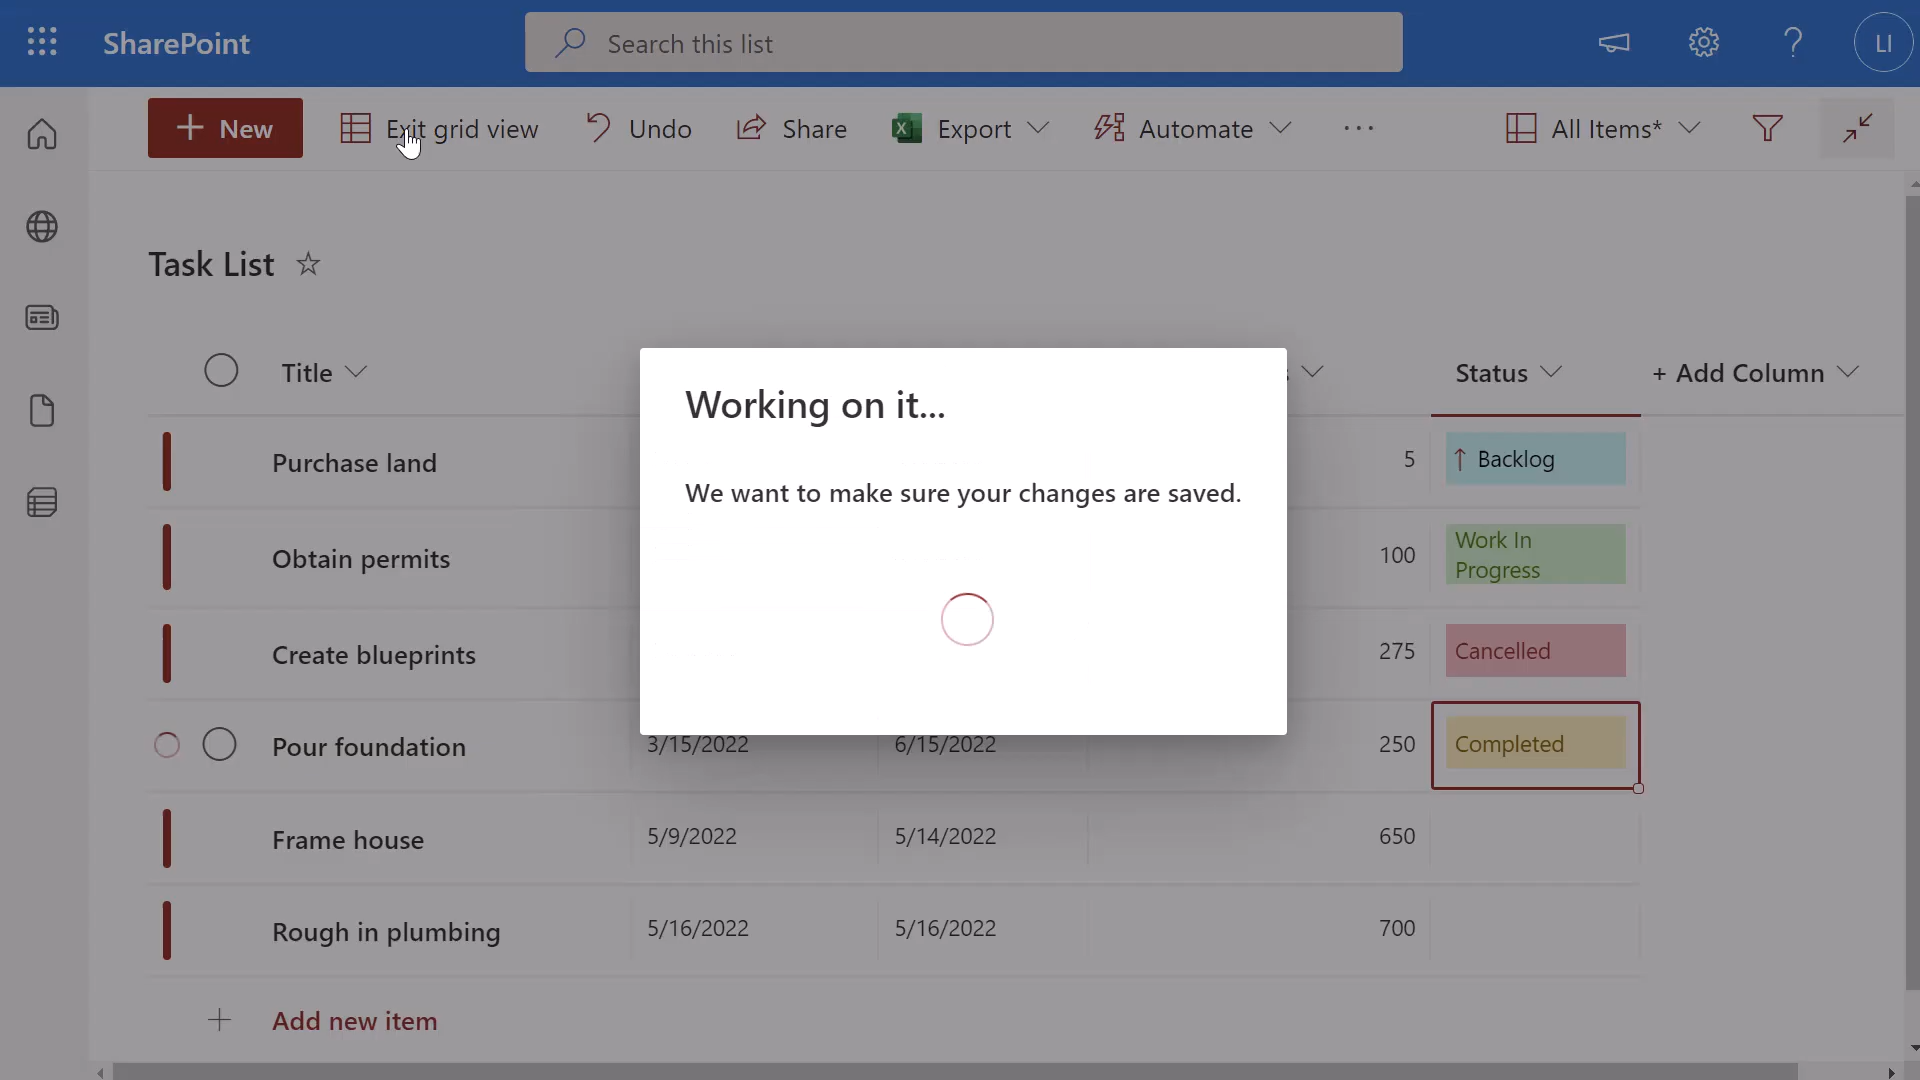 SharePoint
Search this list
LI
+ New
Exit grid view
Undo
Share
Export
Automate
...
All Items*
Task List
Title
Status
+ Add Column
Working on it...
We want to make sure your changes are saved.
Purchase land
5
↑ Backlog
Obtain permits
100
Work In
Progress
Create blueprints
275
Cancelled
Pour foundation
3/15/2022
6/15/2022
250
Completed
Frame house
5/9/2022
5/14/2022
650
Rough in plumbing
5/16/2022
5/16/2022
700
+ Add new item